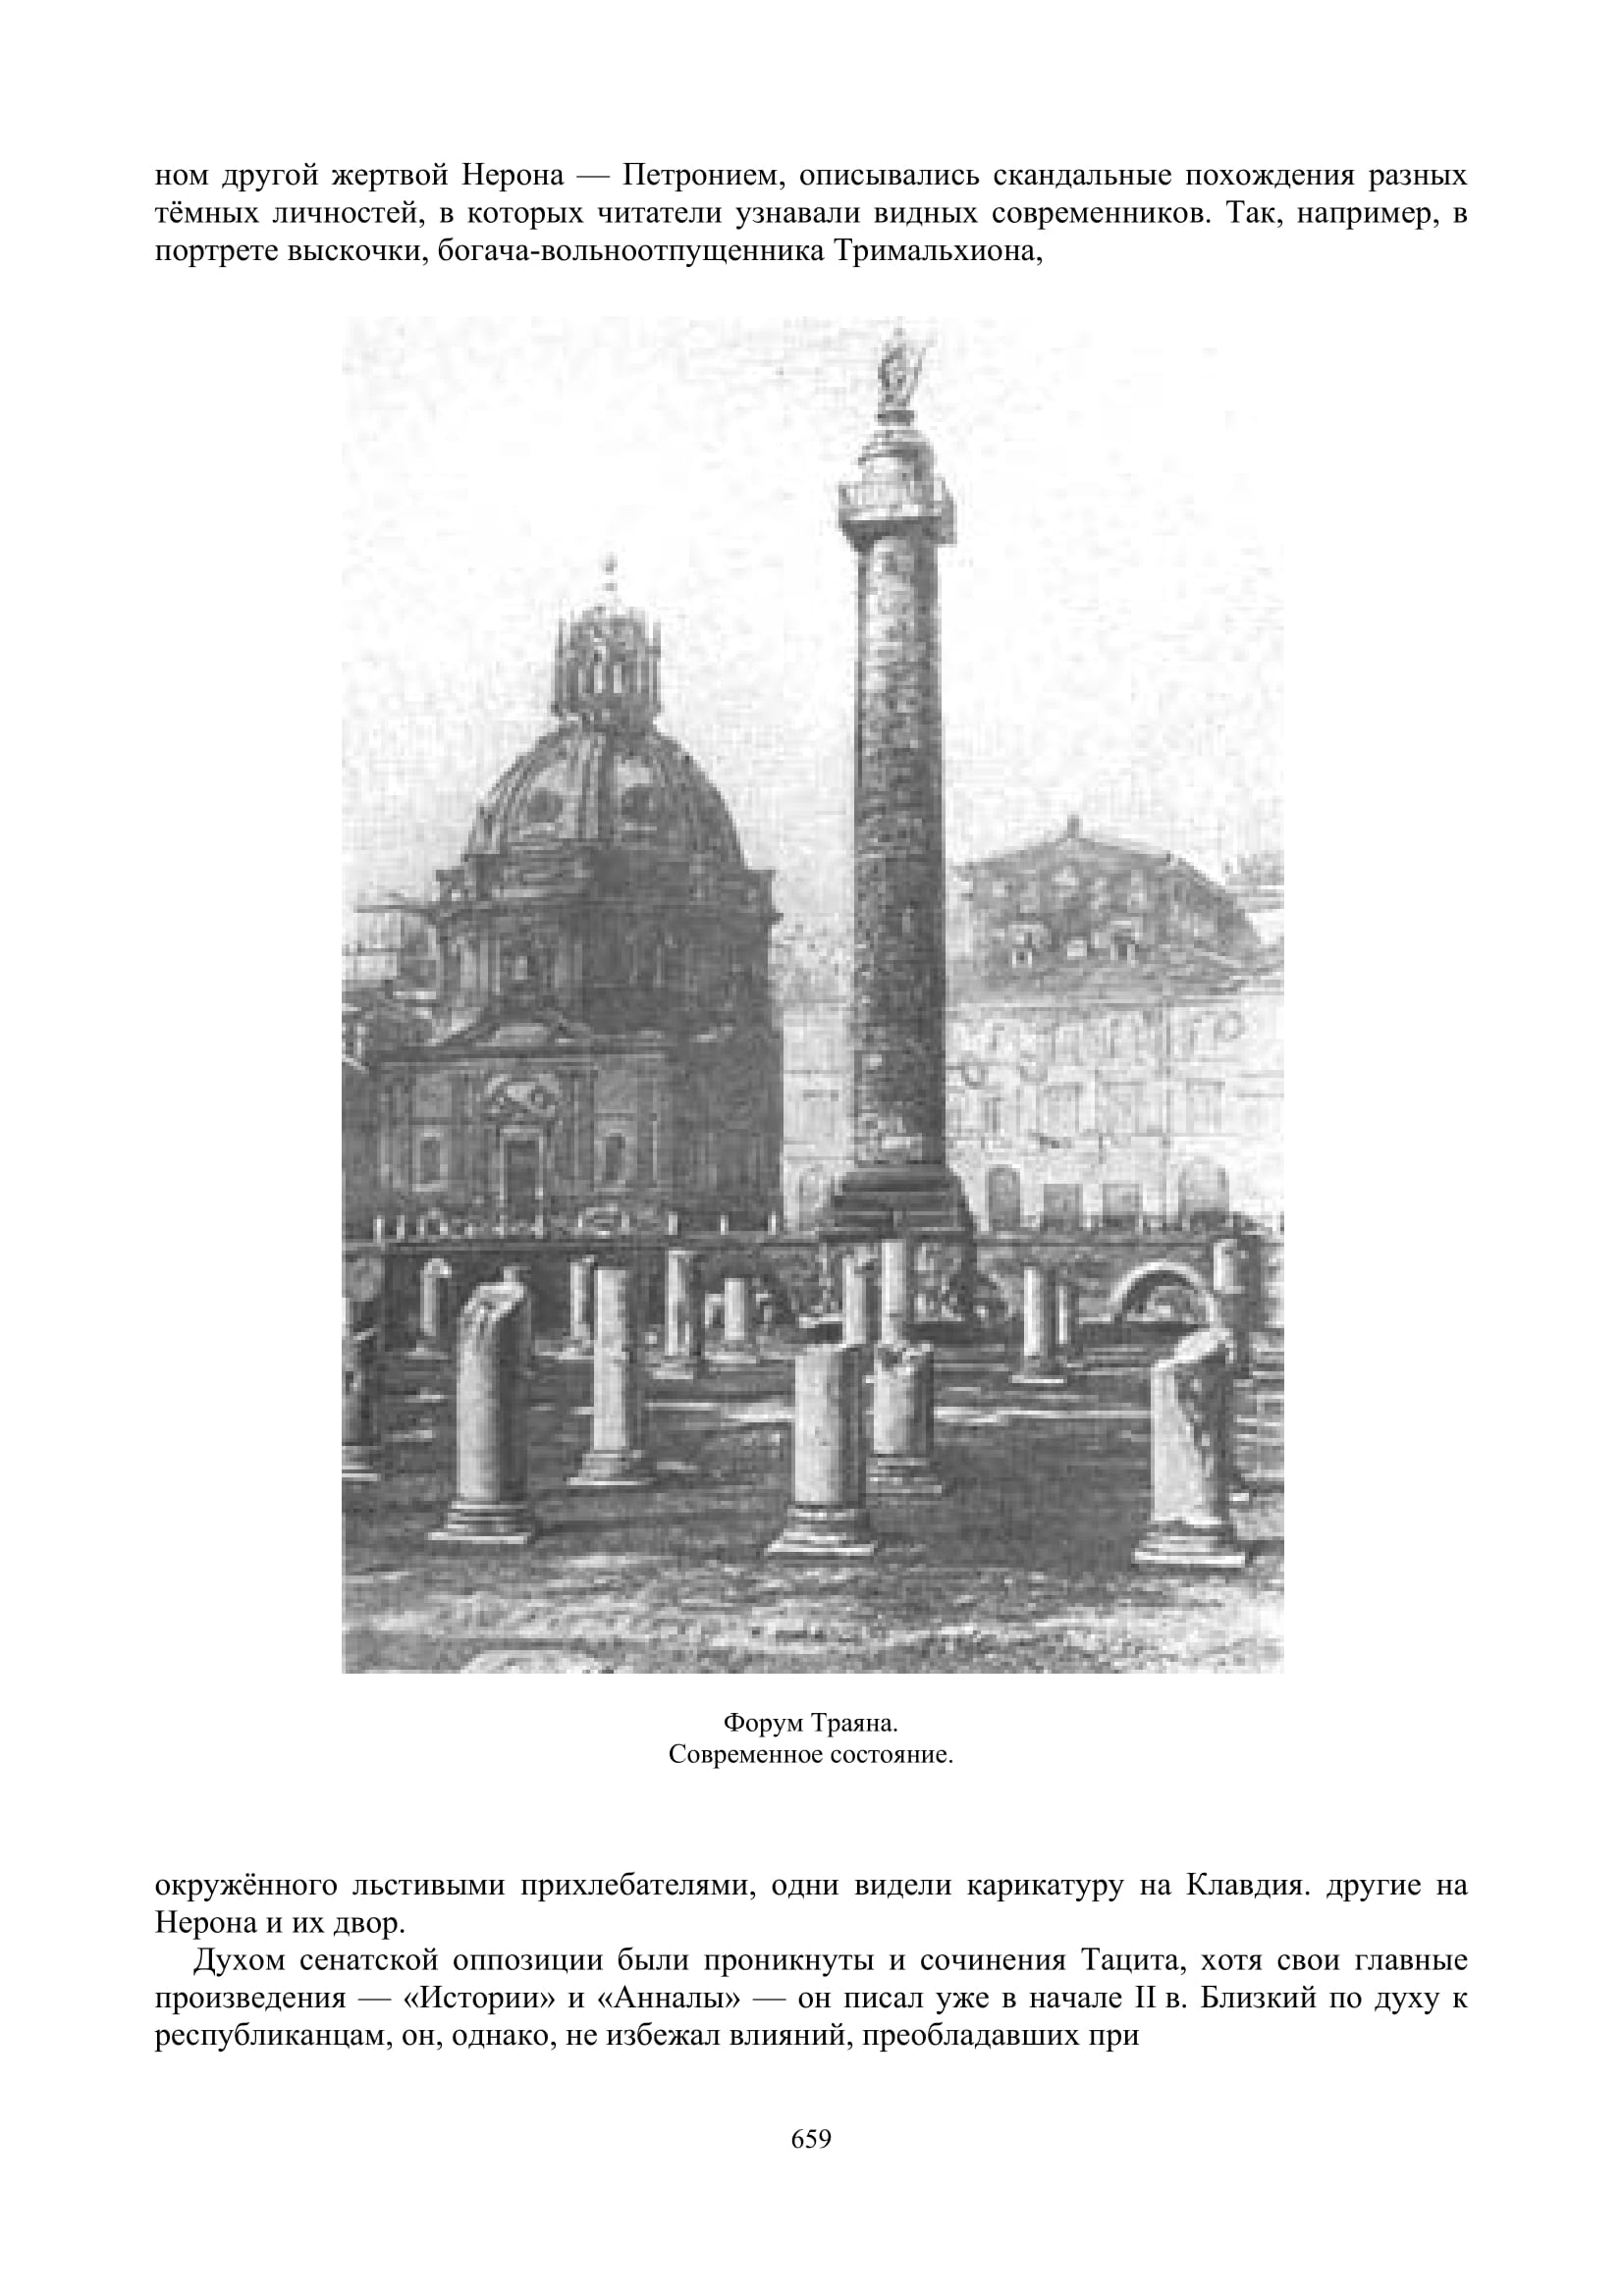 ном другой жертвой Нерона — Петронием, описывались скандальные похождения разных
тёмных личностей, в которых читатели узнавали видных современников. Так, например, в
портрете выскочки, богача-вольноотпущенника Тримальхиона,
Форум Траяна.
Современное состояние.
окружённого льстивыми прихлебателями, одни видели карикатуру на Клавдия. другие на
Нерона и их двор.
Духом сенатской оппозиции были проникнуты и сочинения Тацита, хотя свои главные
произведения — «Истории» и «Анналы» — он писал уже в начале II в. Близкий по духу к
республиканцам, он, однако, не избежал влияний, преобладавших при
659